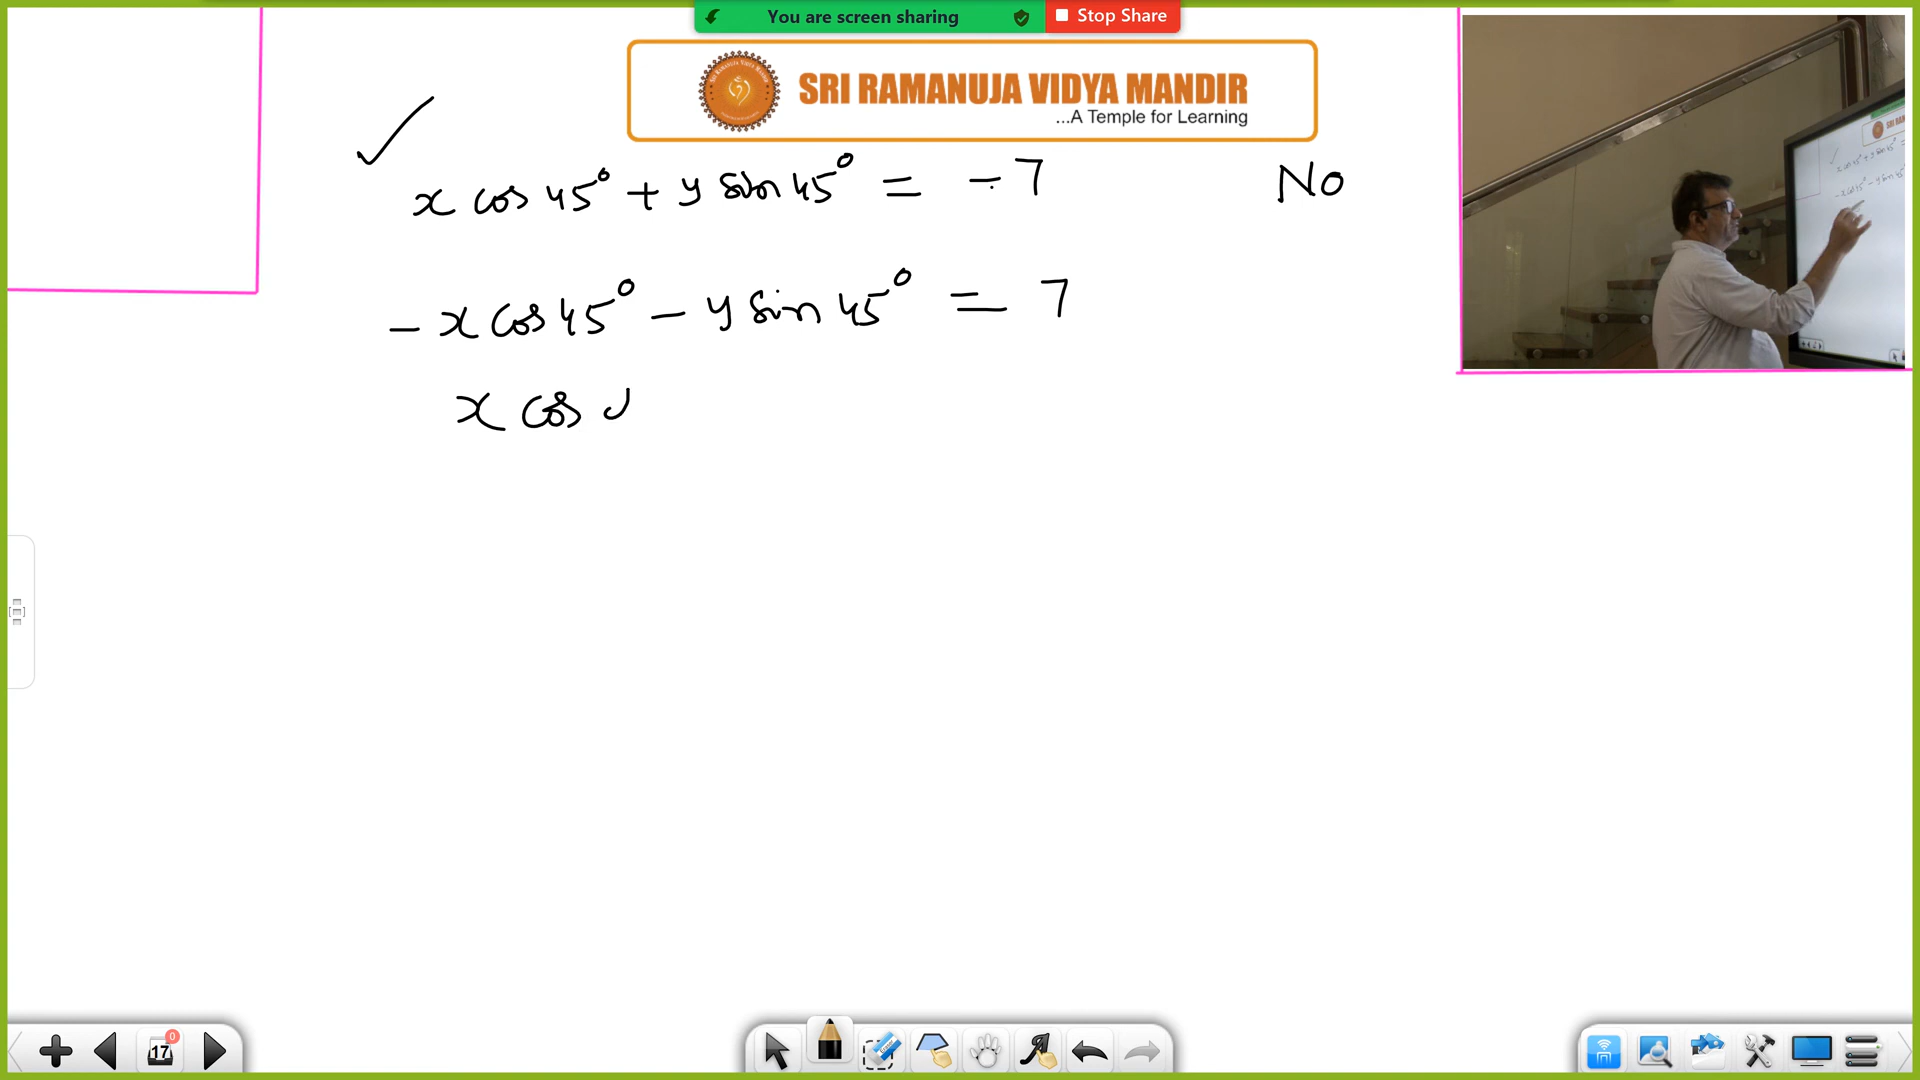 You are screen sharing Stop Share
SRI RAMANUJA VIDYA MANDIR
...A Temple for Learning
x cos 45° + y sin 45° = -7 No
- x cos 45° - y sin 45° = 7
x cos
17
0